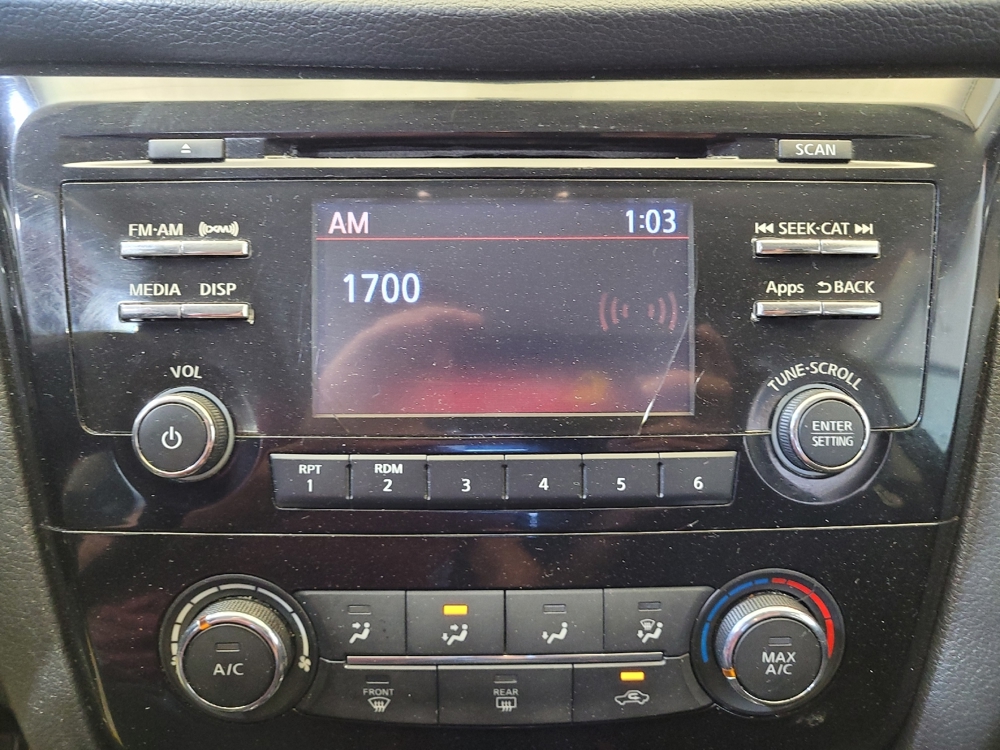 SCAN
FM·AM
AM 1:03
SEEK·CAT
MEDIA DISP
1700
Apps BACK
VOL
TUNE·SCROLL
ENTER
SETTING
RPT RDM
1 2 3 4 5 6
A/C
MAX
A/C
FRONT REAR